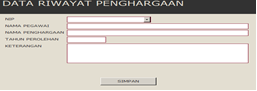 DATA RIWAYAT PENGHARGAAN
NIP
NAMA PEGAWAI
NAMA PENGHARGAAN
TAHUN PEROLEHAN
KETERANGAN
SIMPAN